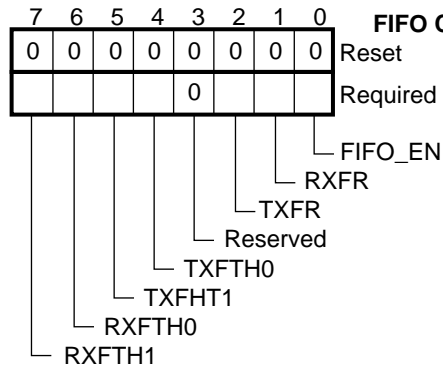 7 6 5 4 3 2 1 0 FIFO
0 0 0 0 0 0 0 0 Reset
0 Required
FIFO_EN
RXFR
TXFR
Reserved
TXFTH0
TXFHT1
RXFTH0
RXFTH1